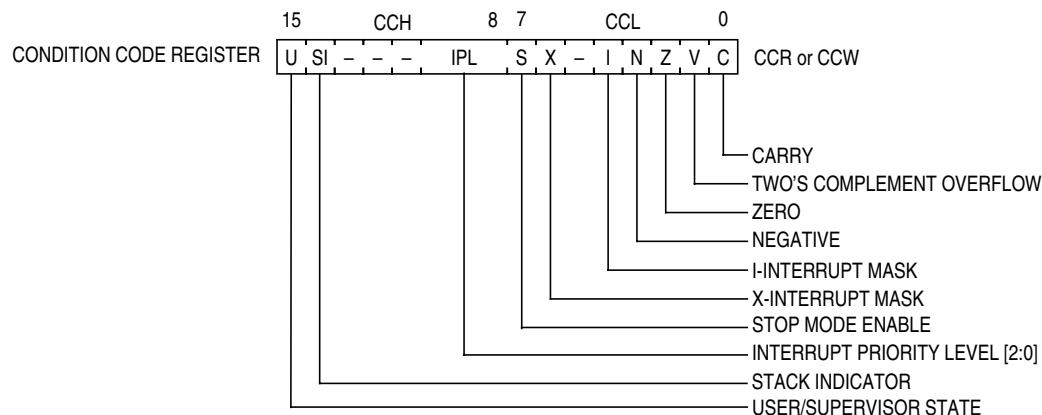 15 CCH 8 7 CCL 0
CONDITION CODE REGISTER U SI – – – IPL S X – I N Z V C CCR or CCW
CARRY
TWO'S COMPLEMENT OVERFLOW
ZERO
NEGATIVE
I-INTERRUPT MASK
X-INTERRUPT MASK
STOP MODE ENABLE
INTERRUPT PRIORITY LEVEL [2:0]
STACK INDICATOR
USER/SUPERVISOR STATE